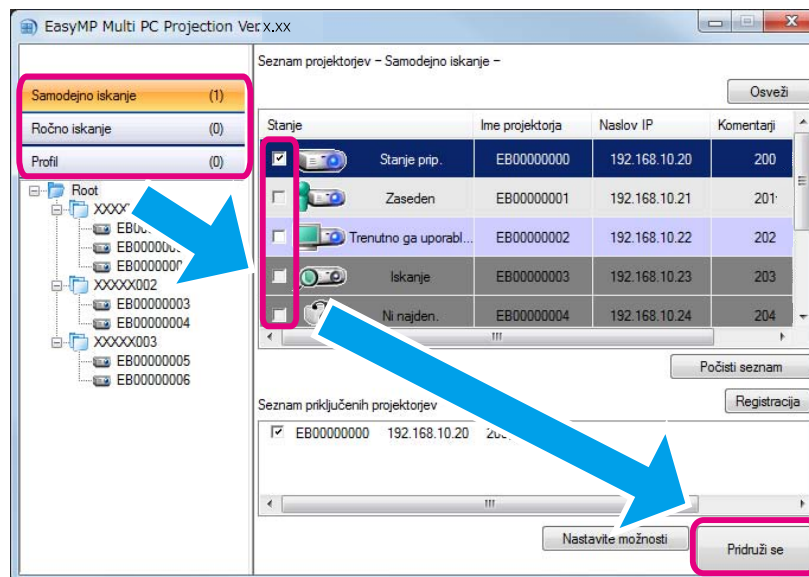 EasyMP Multi PC Projection Ver.x.xx
Seznam projektorjev - Samodejno iskanje -
Samodejno iskanje (1)
Ročno iskanje (0)
Profil (0)
Osveži
Stanje Ime projektorja Naslov IP Komentarji
Stanje prip. EB00000000 192.168.10.20 200
Zaseden EB00000001 192.168.10.21 201
Trenutno ga uporabl... EB00000002 192.168.10.22 202
Iskanje EB00000003 192.168.10.23 203
Ni najden. EB00000004 192.168.10.24 204
Root
XXXXX002
EB00000003
EB00000004
XXXXX003
EB00000005
EB00000006
Počisti seznam
Registracija
Seznam priključenih projektorjev
EB00000000 192.168.10.20
Nastavite možnosti
Pridruži se